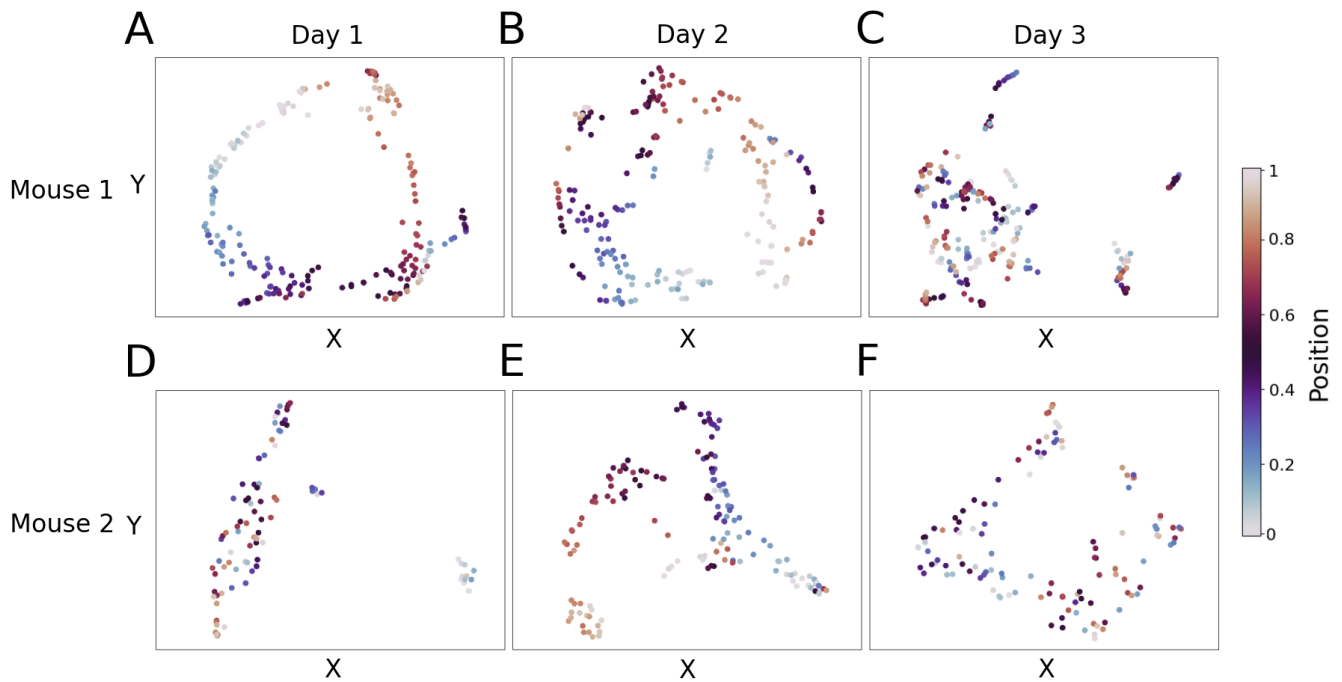 A Day 1
B Day 2
C Day 3
Mouse 1 Y
X
X
X
D
E
F
Mouse 2 Y
X
X
X
1
0.8
0.6
0.4
0.2
0
Position